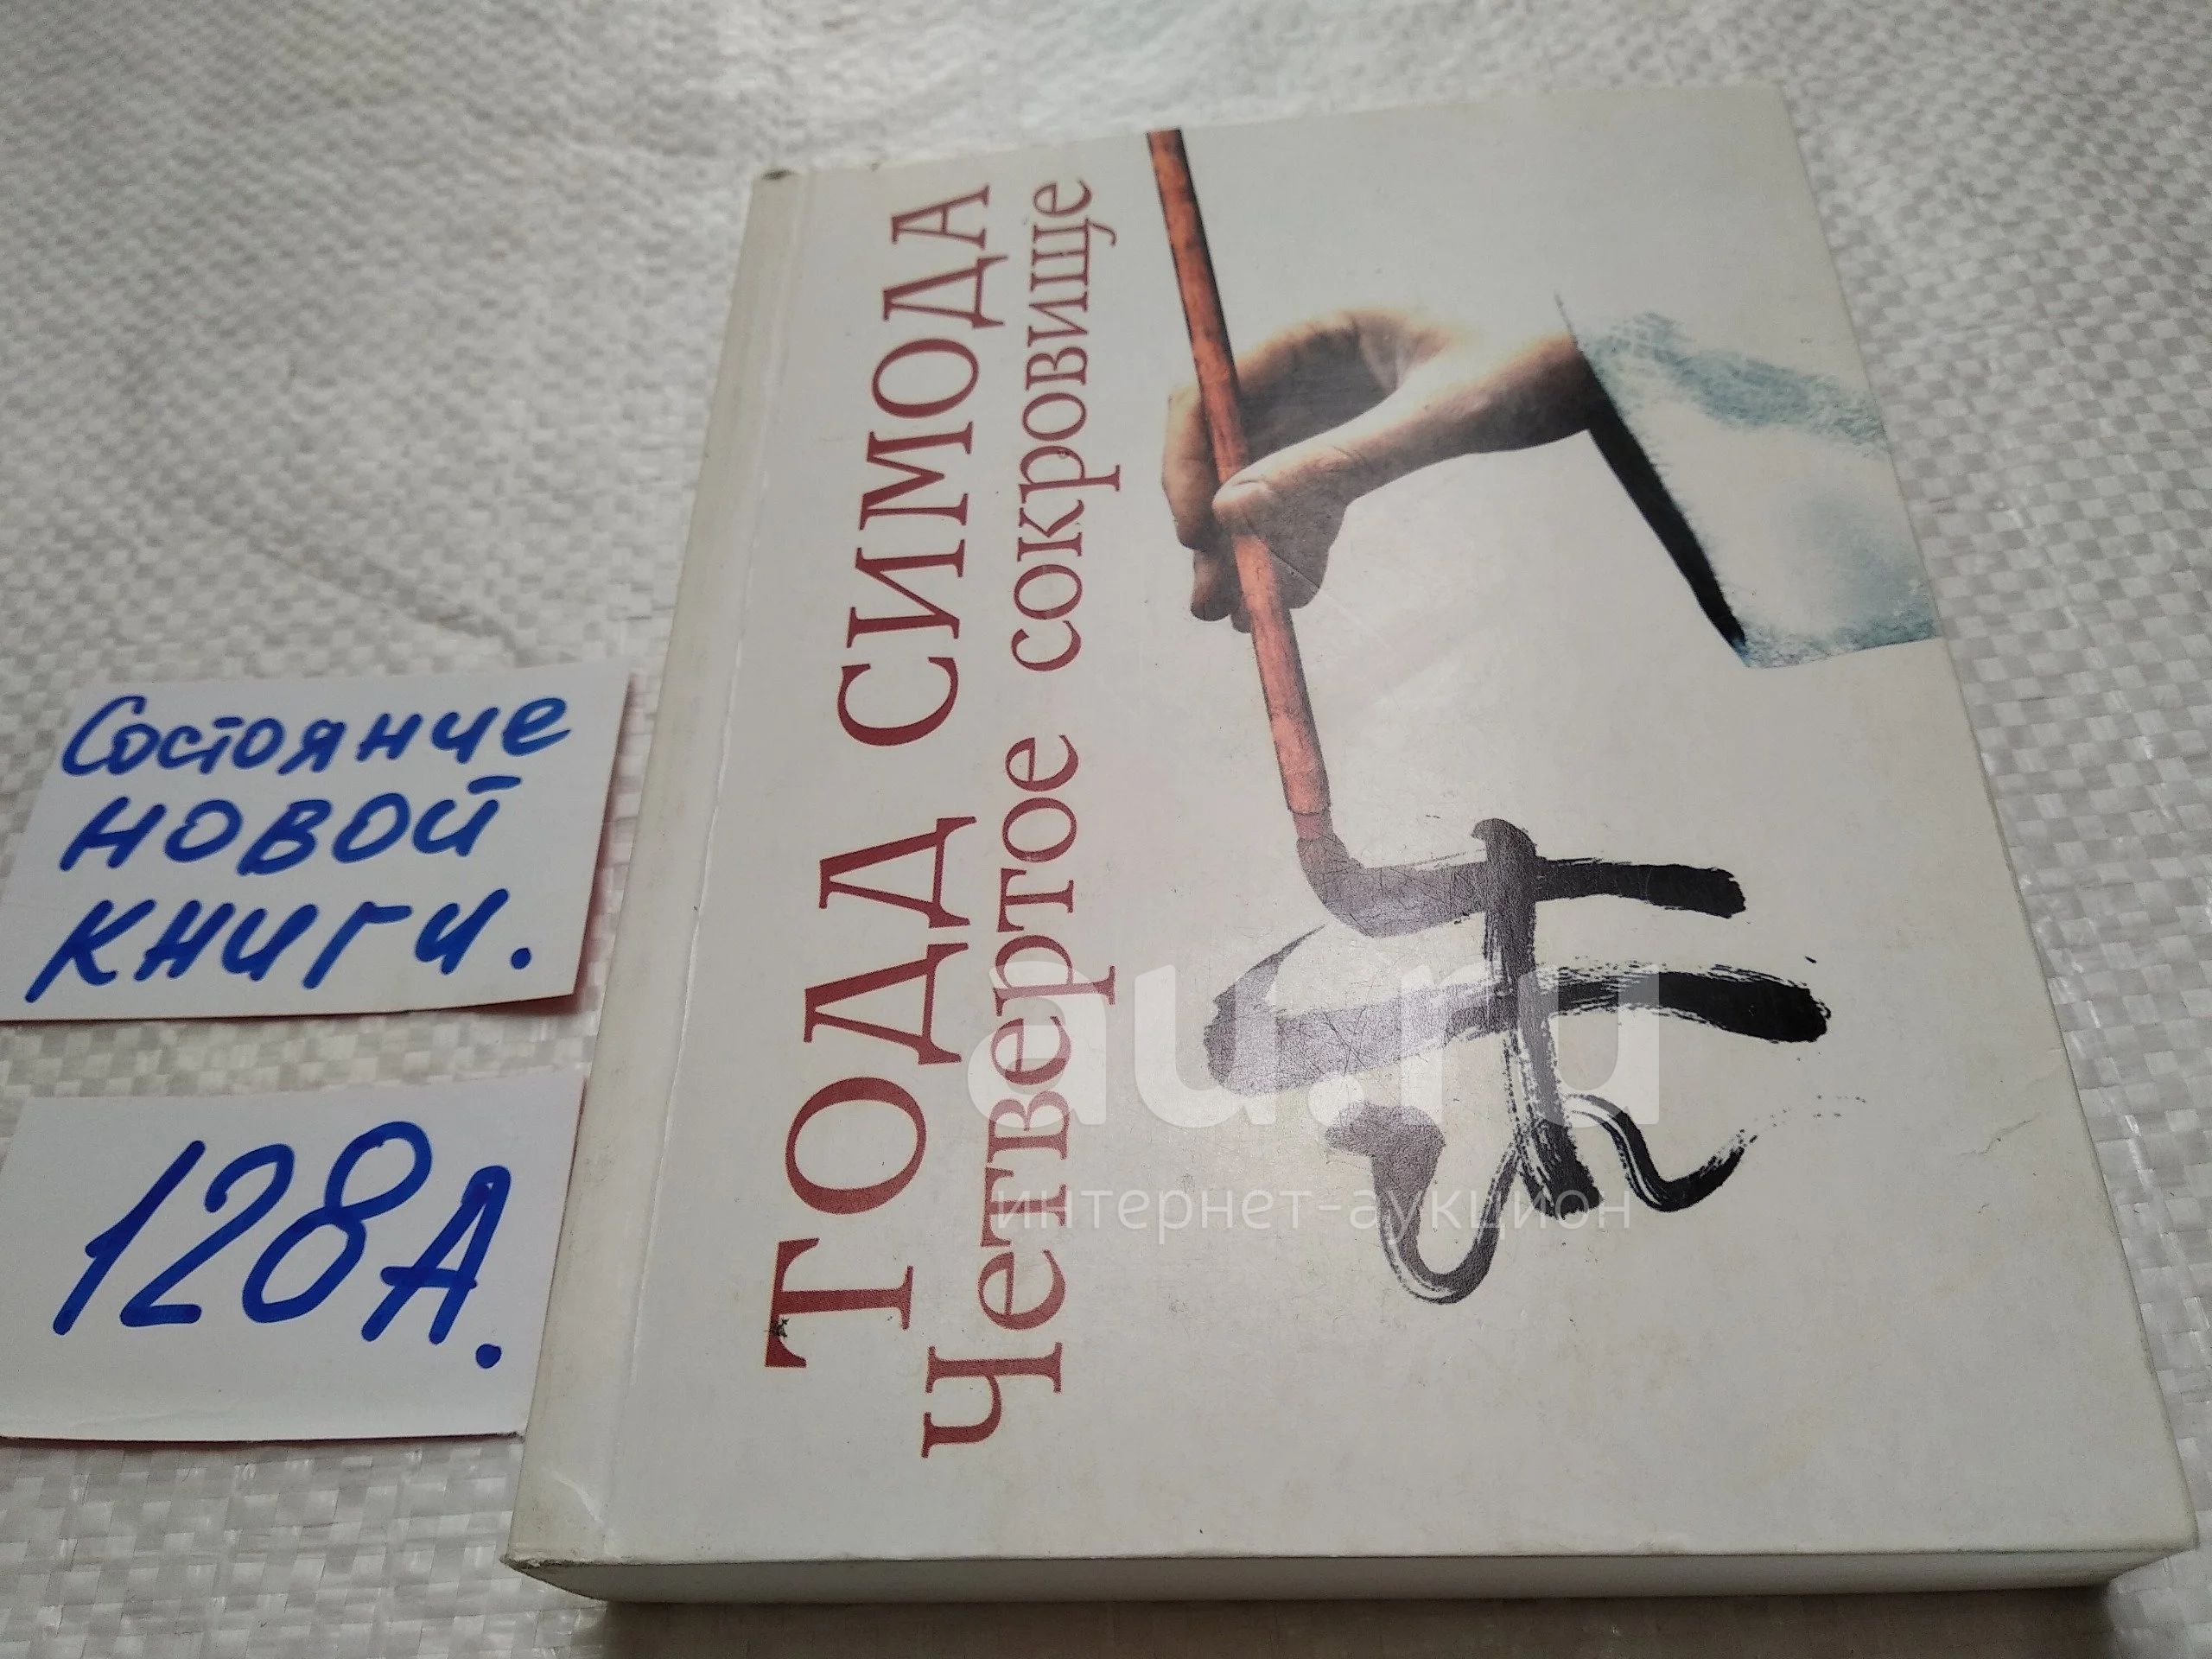 Состояние
новой
книги.
128А.
ТОДД СИМОДА
Четвертое сокровище
au.ru
интернет-аукцион